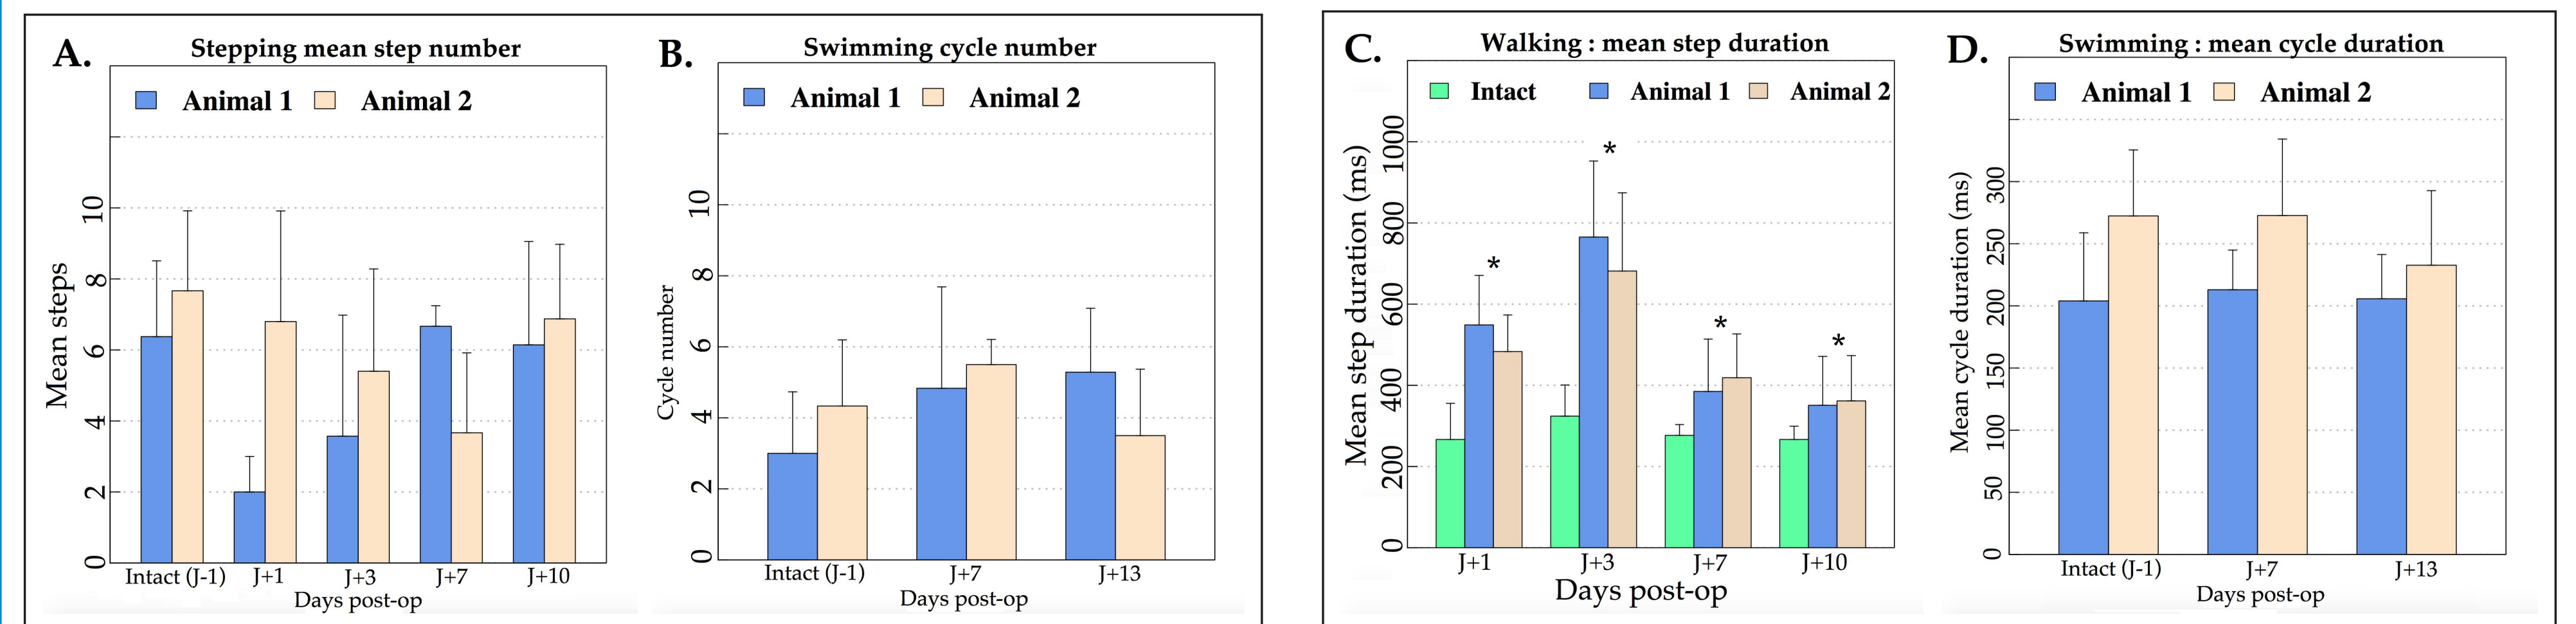 A.
Stepping mean step number
Animal 1 Animal 2
Mean steps
10
8
6
4
2
0
Intact (J-1) J+1 J+3 J+7 J+10
Days post-op
B.
Swimming cycle number
Animal 1 Animal 2
Cycle number
10
8
6
4
2
0
Intact (J-1) J+7 J+13
Days post-op
C.
Walking : mean step duration
Intact Animal 1 Animal 2
Mean step duration (ms)
1000
800
600
400
200
0
* * * *
J+1 J+3 J+7 J+10
Days post-op
D.
Swimming : mean cycle duration
Animal 1 Animal 2
Mean cycle duration (ms)
300
250
200
150
100
50
0
Intact (J-1) J+7 J+13
Days post-op